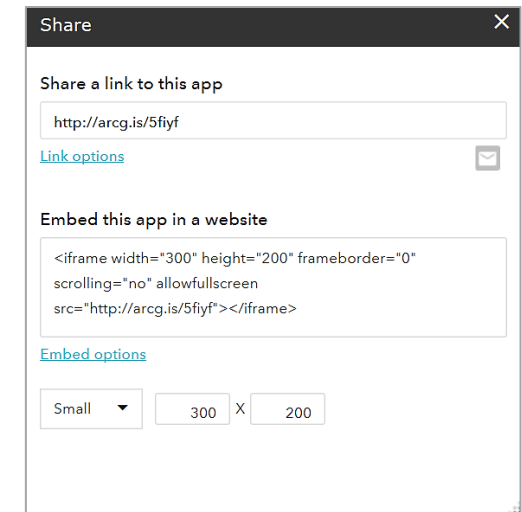 Share
Share a link to this app
http://arcg.is/5fiyf
Link options
Embed this app in a website
<iframe width="300" height="200" frameborder="0"
scrolling="no" allowfullscreen
src="http://arcg.is/5fiyf"></iframe>
Embed options
Small 300 X 200